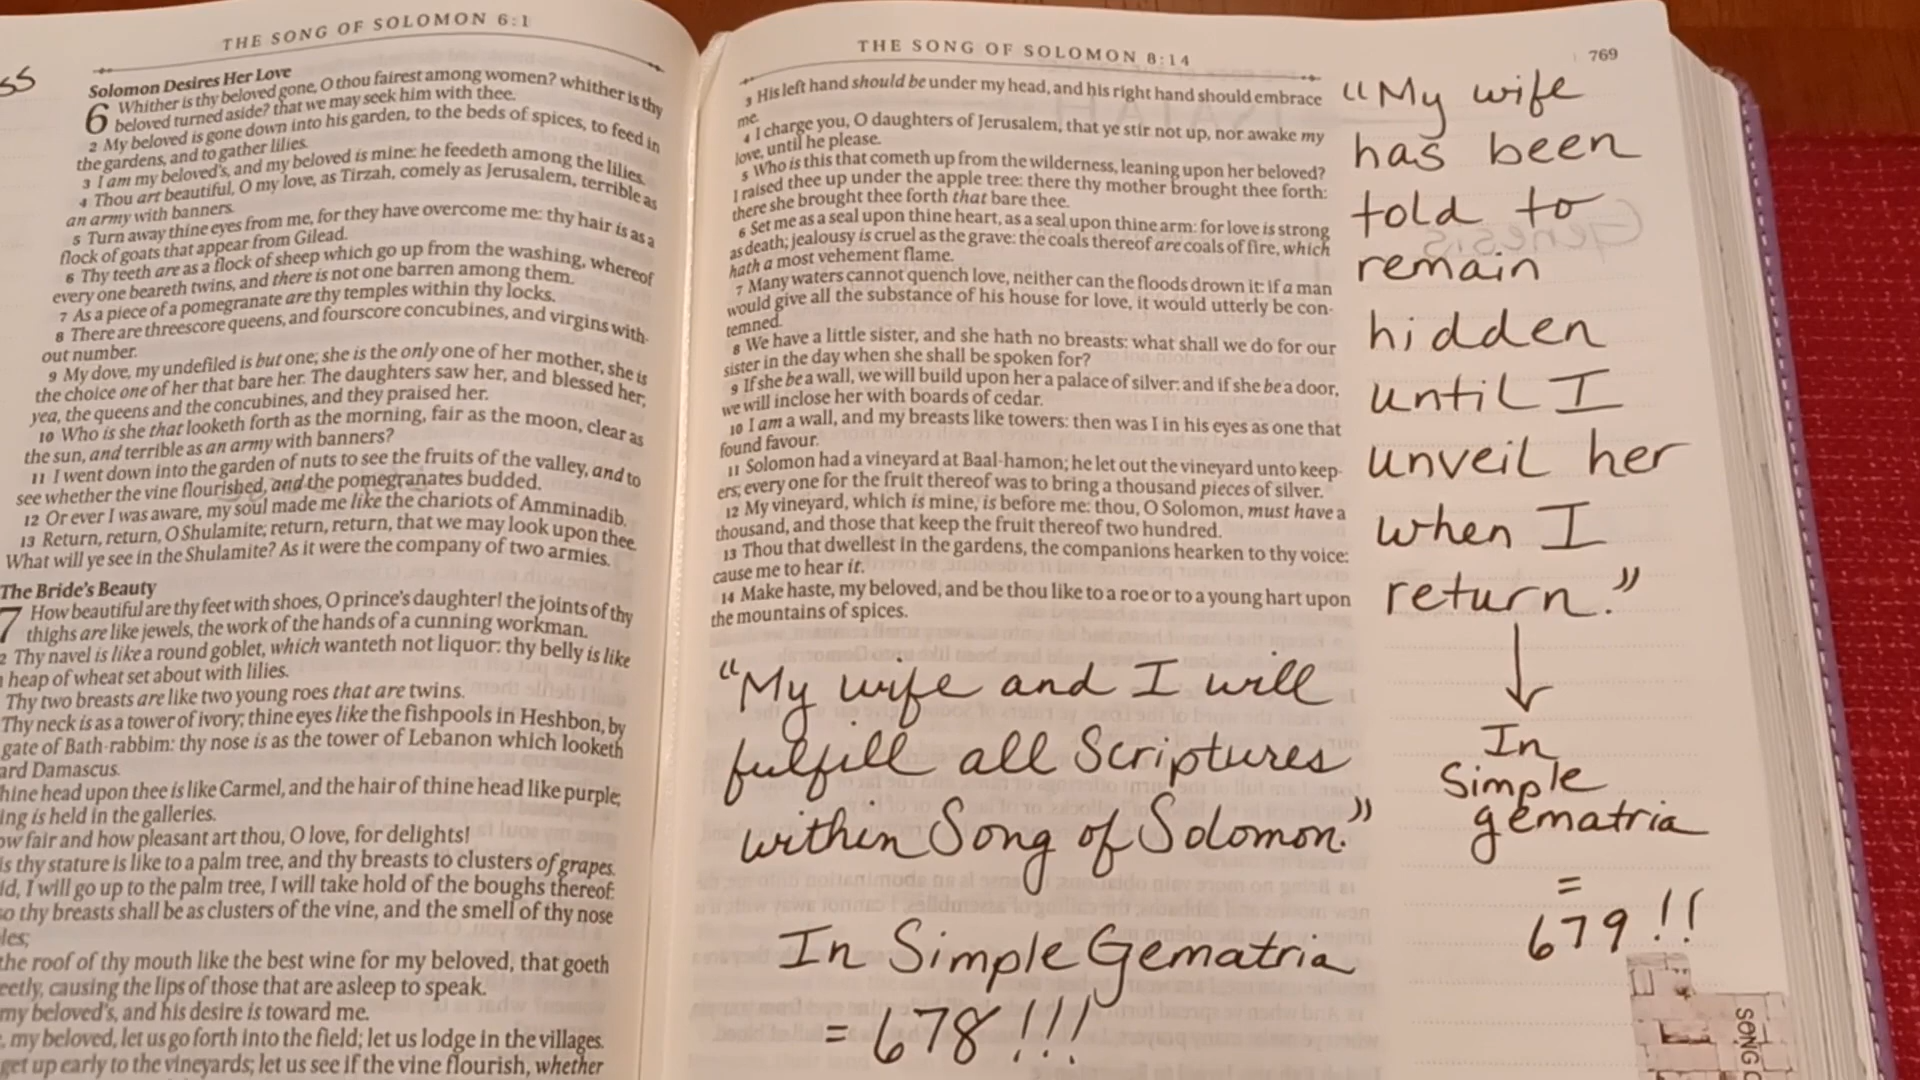 ss
THE SONG OF SOLOMON 6:1
Solomon Desires Her Love
6 Whither is thy beloved gone, O thou fairest among women? whither is thy
beloved turned aside? that we may seek him with thee.
2 My beloved is gone down into his garden, to the beds of spices, to feed in
the gardens, and to gather lilies.
3 I am my beloved's, and my beloved is mine: he feedeth among the lilies.
4 Thou art beautiful, O my love, as Tirzah, comely as Jerusalem, terrible as
an army with banners.
5 Turn away thine eyes from me, for they have overcome me: thy hair is as a
flock of goats that appear from Gilead.
6 Thy teeth are as a flock of sheep which go up from the washing, whereof
every one beareth twins, and there is not one barren among them.
7 As a piece of a pomegranate are thy temples within thy locks.
8 There are threescore queens, and fourscore concubines, and virgins with-
out number.
9 My dove, my undefiled is but one; she is the only one of her mother, she is
the choice one of her that bare her. The daughters saw her, and blessed her;
yea, the queens and the concubines, and they praised her.
10 Who is she that looketh forth as the morning, fair as the moon, clear as
the sun, and terrible as an army with banners?
11 I went down into the garden of nuts to see the fruits of the valley, and to
see whether the vine flourished, and the pomegranates budded.
12 Or ever I was aware, my soul made me like the chariots of Amminadib.
13 Return, return, O Shulamite; return, return, that we may look upon thee.
What will ye see in the Shulamite? As it were the company of two armies.
The Bride's Beauty
7 How beautiful are thy feet with shoes, O prince's daughter! the joints of thy
thighs are like jewels, the work of the hands of a cunning workman.
2 Thy navel is like a round goblet, which wanteth not liquor: thy belly is like
heap of wheat set about with lilies.
Thy two breasts are like two young roes that are twins.
Thy neck is as a tower of ivory; thine eyes like the fishpools in Heshbon, by
gate of Bath-rabbim: thy nose is as the tower of Lebanon which looketh
ard Damascus.
hine head upon thee is like Carmel, and the hair of thine head like purple;
ing is held in the galleries.
ow fair and how pleasant art thou, O love, for delights!
is thy stature is like to a palm tree, and thy breasts to clusters of grapes.
id, I will go up to the palm tree, I will take hold of the boughs thereof:
so thy breasts shall be as clusters of the vine, and the smell of thy nose
les;
the roof of thy mouth like the best wine for my beloved, that goeth
eetly, causing the lips of those that are asleep to speak.
my beloved's, and his desire is toward me.
, my beloved, let us go forth into the field; let us lodge in the villages.
get up early to the vineyards; let us see if the vine flourish, whether
THE SONG OF SOLOMON 8:14
769
3 His left hand should be under my head, and his right hand should embrace
me.
4 I charge you, O daughters of Jerusalem, that ye stir not up, nor awake my
love, until he please.
5 Who is this that cometh up from the wilderness, leaning upon her beloved?
I raised thee up under the apple tree: there thy mother brought thee forth:
there she brought thee forth that bare thee.
6 Set me as a seal upon thine heart, as a seal upon thine arm: for love is strong
as death; jealousy is cruel as the grave: the coals thereof are coals of fire, which
hath a most vehement flame.
7 Many waters cannot quench love, neither can the floods drown it: if a man
would give all the substance of his house for love, it would utterly be con-
temned.
8 We have a little sister, and she hath no breasts: what shall we do for our
sister in the day when she shall be spoken for?
9 If she be a wall, we will build upon her a palace of silver: and if she be a door,
we will inclose her with boards of cedar.
10 I am a wall, and my breasts like towers: then was I in his eyes as one that
found favour.
11 Solomon had a vineyard at Baal-hamon; he let out the vineyard unto keep-
ers; every one for the fruit thereof was to bring a thousand pieces of silver.
12 My vineyard, which is mine, is before me: thou, O Solomon, must have a
thousand, and those that keep the fruit thereof two hundred.
13 Thou that dwellest in the gardens, the companions hearken to thy voice:
cause me to hear it.
14 Make haste, my beloved, and be thou like to a roe or to a young hart upon
the mountains of spices.
"My wife and I will
fulfill all Scriptures
within Song of Solomon."
In Simple Gematria
= 678!!!
"My wife
has been
told to
remain
hidden
until I
unveil her
when I
return."
In
Simple
gematria
=
679!!
SONG